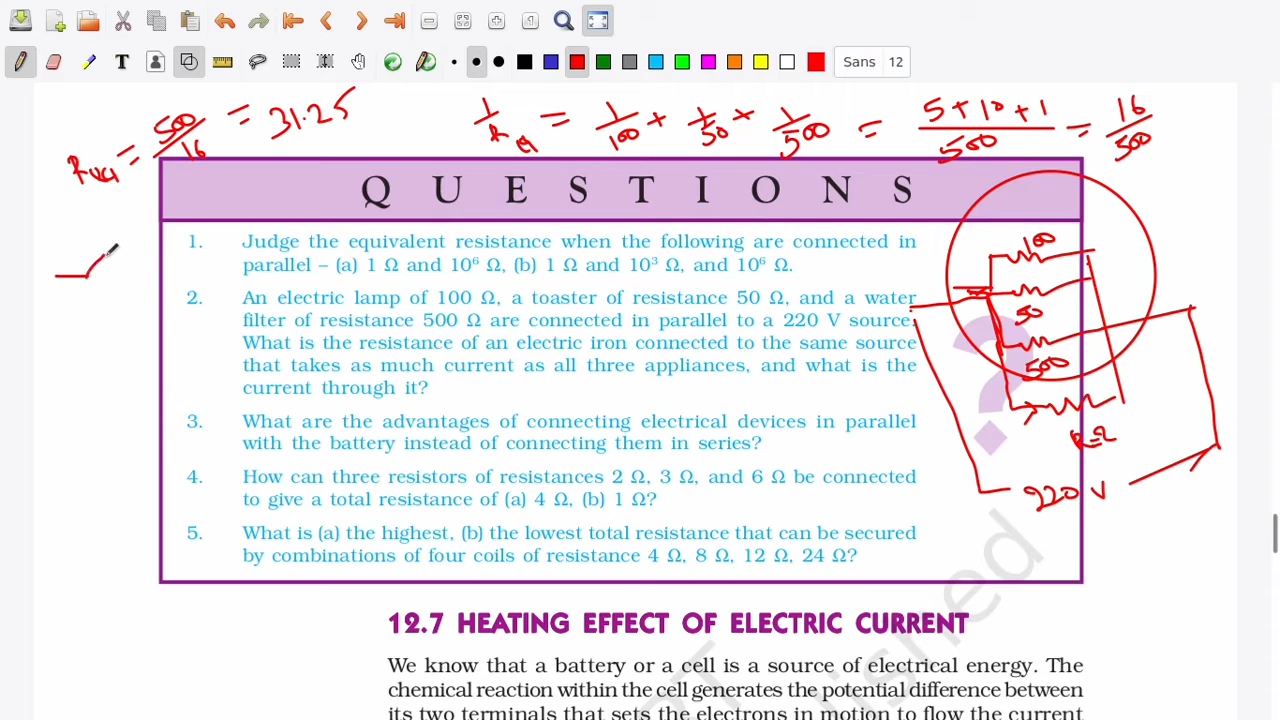 Sans 12
Req = 500/16 = 31.25
1/Req = 1/100 + 1/50 + 1/500 = 5+10+1/500 = 16/500
QUESTIONS
1. Judge the equivalent resistance when the following are connected in
parallel – (a) 1 Ω and 10⁶ Ω, (b) 1 Ω and 10³ Ω, and 10⁶ Ω.
2. An electric lamp of 100 Ω, a toaster of resistance 50 Ω, and a water
filter of resistance 500 Ω are connected in parallel to a 220 V source.
What is the resistance of an electric iron connected to the same source
that takes as much current as all three appliances, and what is the
current through it?
3. What are the advantages of connecting electrical devices in parallel
with the battery instead of connecting them in series?
4. How can three resistors of resistances 2 Ω, 3 Ω, and 6 Ω be connected
to give a total resistance of (a) 4 Ω, (b) 1 Ω?
5. What is (a) the highest, (b) the lowest total resistance that can be secured
by combinations of four coils of resistance 4 Ω, 8 Ω, 12 Ω, 24 Ω?
?
100
50
500
220 V
12.7 HEATING EFFECT OF ELECTRIC CURRENT
We know that a battery or a cell is a source of electrical energy. The
chemical reaction within the cell generates the potential difference between
its two terminals that sets the electrons in motion to flow the current